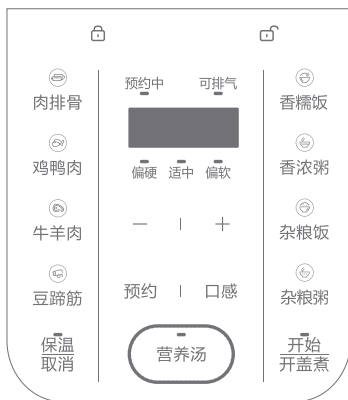 预约中 可排气
肉排骨
香糯饭
偏硬 适中 偏软
鸡鸭肉
香浓粥
牛羊肉
— +
杂粮饭
豆蹄筋
预约 口感
杂粮粥
保温
取消
营养汤
开始
开盖煮